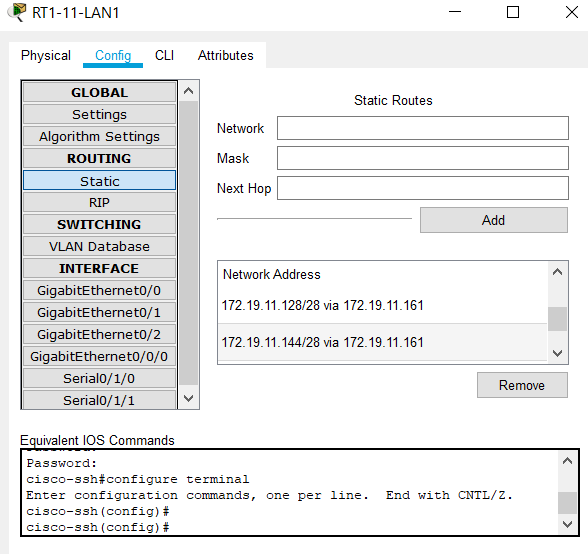 RT1-11-LAN1
Physical Config CLI Attributes
GLOBAL
Settings
Algorithm Settings
ROUTING
Static
RIP
SWITCHING
VLAN Database
INTERFACE
GigabitEthernet0/0
GigabitEthernet0/1
GigabitEthernet0/2
GigabitEthernet0/0/0
Serial0/1/0
Serial0/1/1
Static Routes
Network
Mask
Next Hop
Add
Network Address
172.19.11.128/28 via 172.19.11.161
172.19.11.144/28 via 172.19.11.161
Remove
Equivalent IOS Commands
Password:
cisco-ssh#configure terminal
Enter configuration commands, one per line.  End with CNTL/Z.
cisco-ssh(config)#
cisco-ssh(config)#